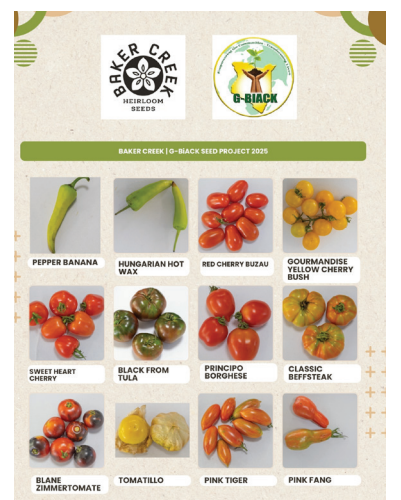 BAKER CREEK
HEIRLOOM
SEEDS
G-BIACK
BAKER CREEK | G-BIACK SEED PROJECT 2025
PEPPER BANANA
HUNGARIAN HOT
WAX
RED CHERRY BUZAU
GOURMANDISE
YELLOW CHERRY
BUSH
SWEET HEART
CHERRY
BLACK FROM
TULA
PRINCIPO
BORGHESE
CLASSIC
BEFFSTEAK
BLANE
ZIMMERTOMATE
TOMATILLO
PINK TIGER
PINK FANG